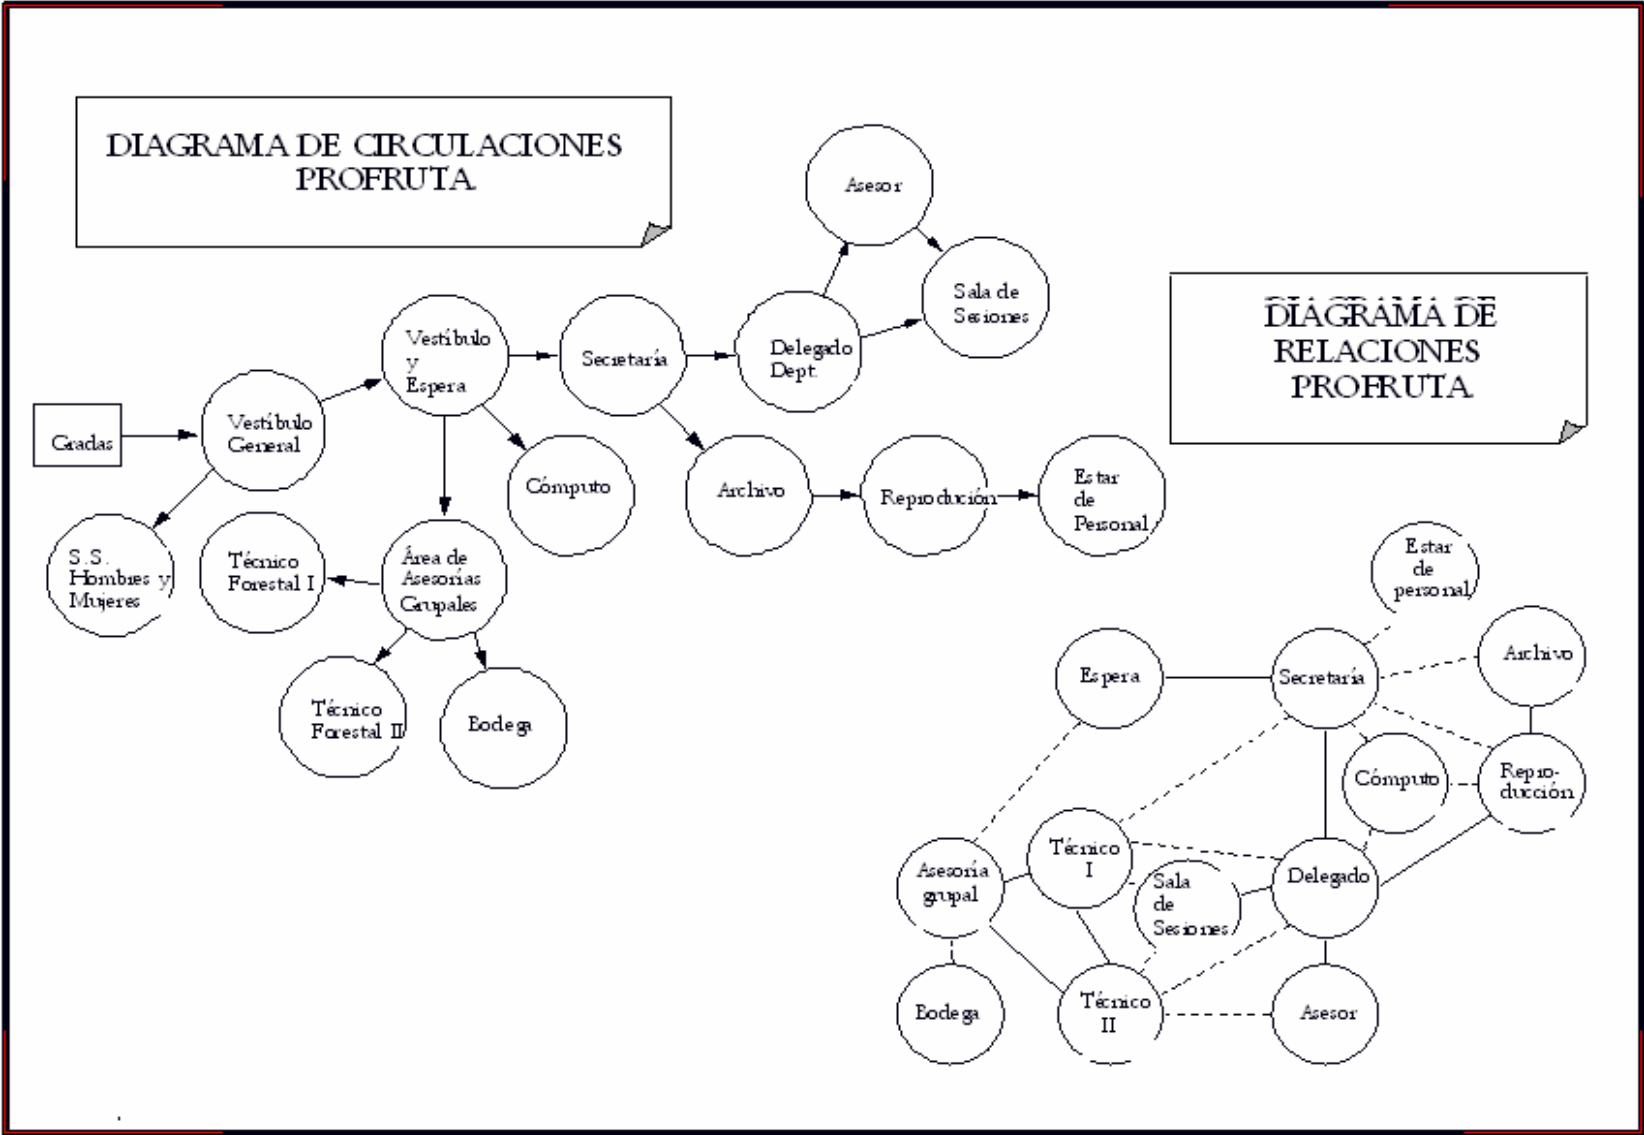 DIAGRAMA DE CIRCULACIONES
PROFRUTA
Asesor
Sala de
Sesiones
DIAGRAMA DE
RELACIONES
PROFRUTA
Vestíbulo
y
Espera
Secretaría
Delegado
Dept.
Gradas
Vestíbulo
General
Cómputo
Archivo
Reprodución
Estar
de
Personal
S.S.
Hombres y
Mujeres
Técnico
Forestal I
Área de
Asesorías
Grupales
Técnico
Forestal II
Bodega
Estar
de
personal
Espera
Secretaría
Archivo
Cómputo
Repro-
ducción
Asesoría
grupal
Técnico
I
Sala
de
Sesiones
Delegado
Bodega
Técnico
II
Asesor